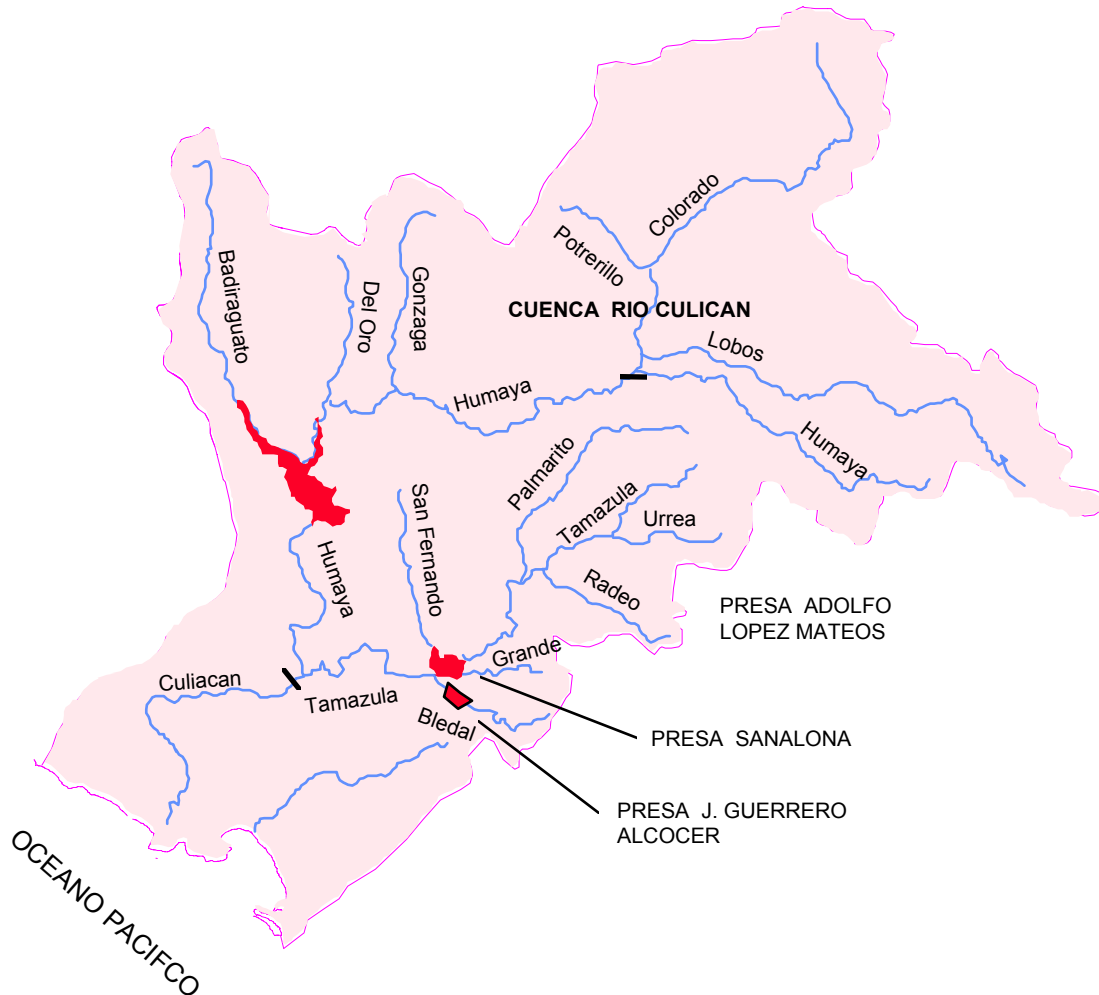 Colorado
Potrerillo
Badiraguato
Del Oro
Gonzaga
CUENCA RIO CULICAN
Lobos
Humaya
Humaya
Palmarito
San Fernando
Tamazula
Urrea
Humaya
Radeo
PRESA ADOLFO
LOPEZ MATEOS
Grande
Culiacan
Tamazula
Bledal
PRESA SANALONA
PRESA J. GUERRERO
ALCOCER
OCEANO PACIFCO